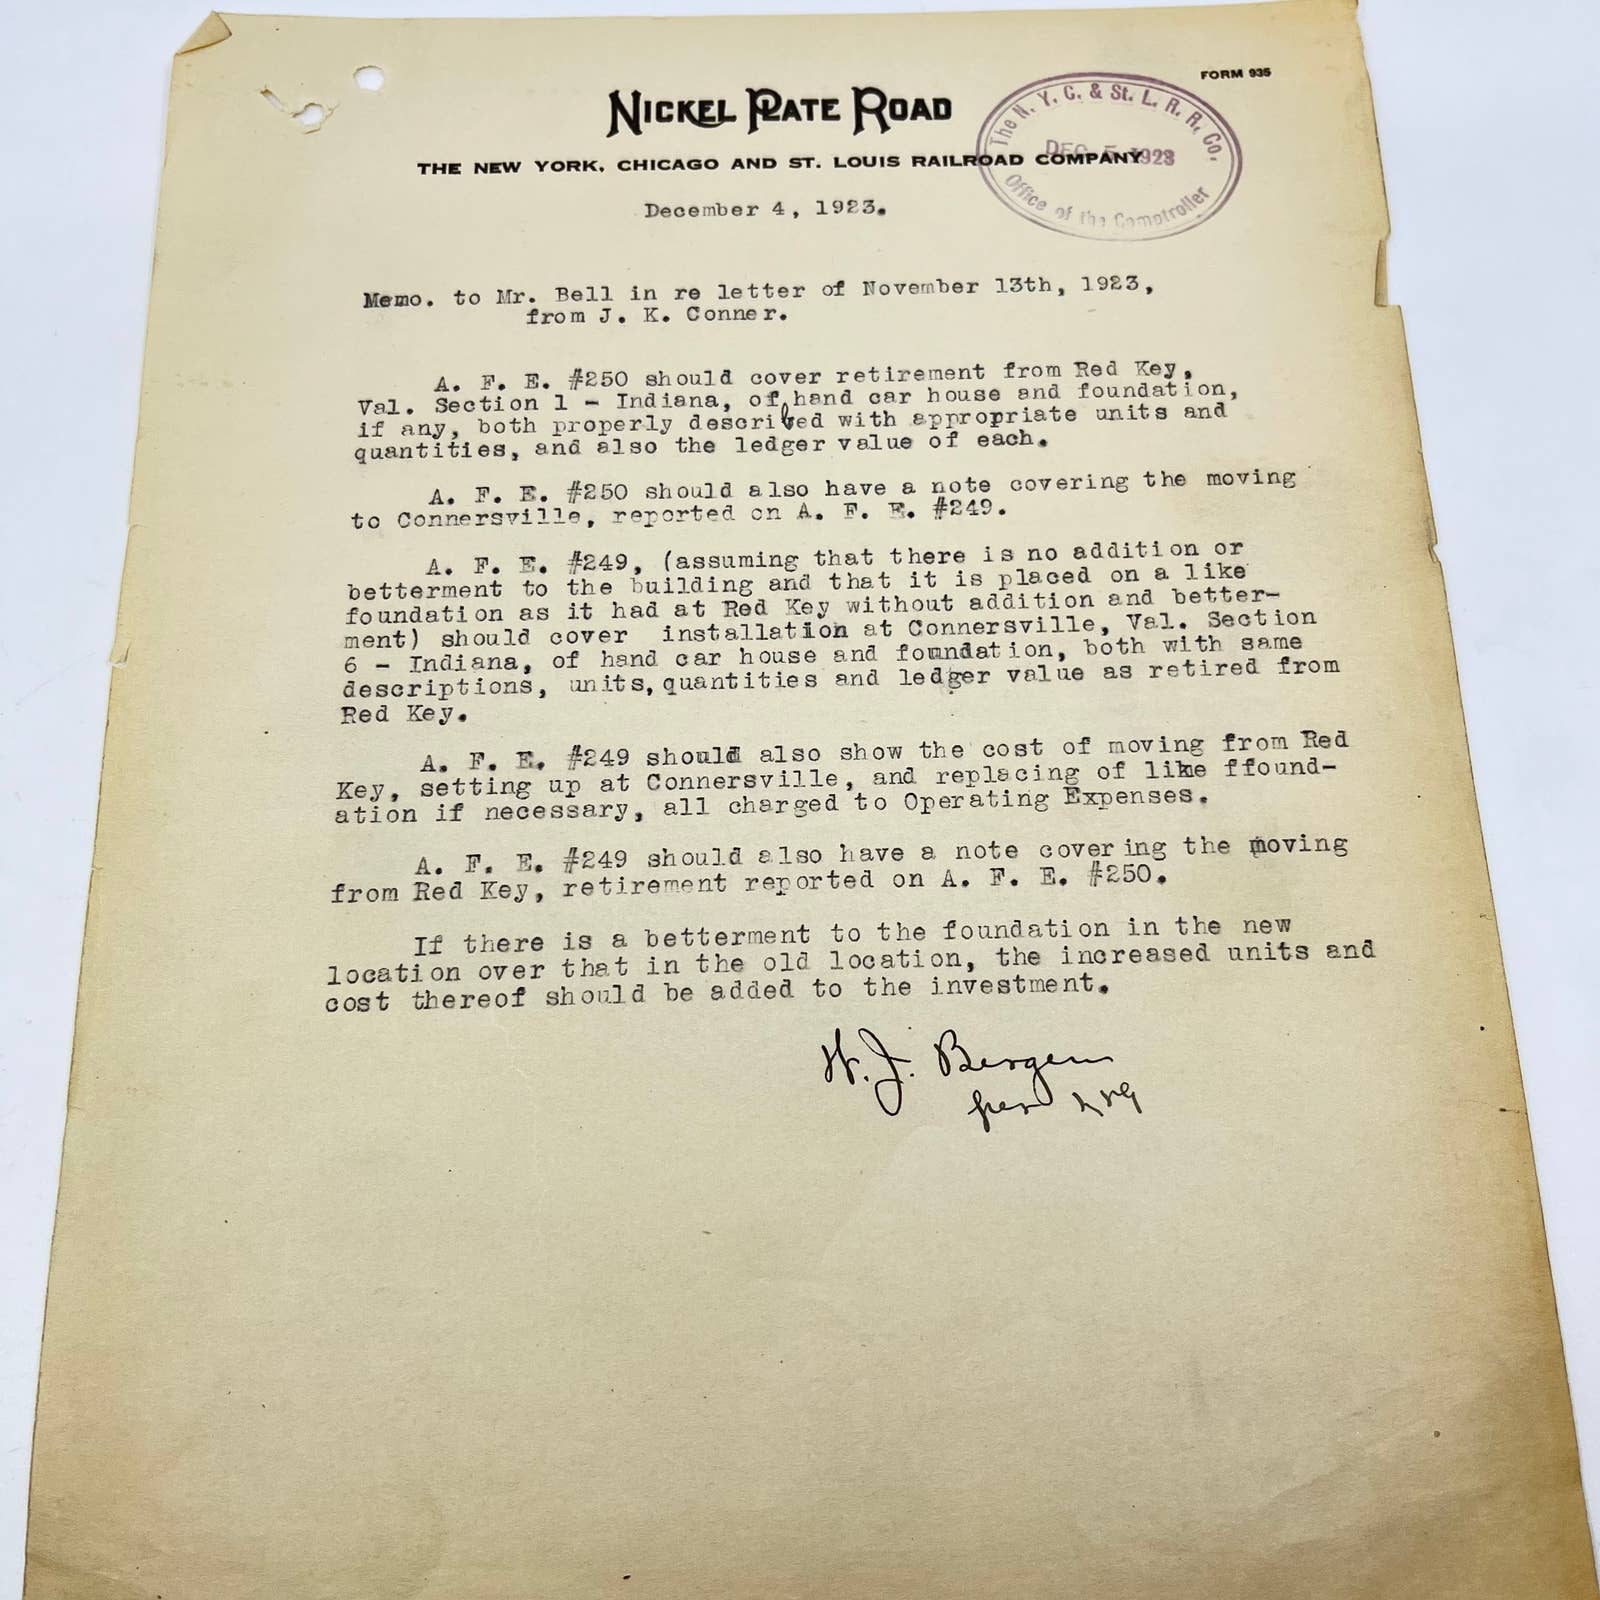 FORM 935
NICKEL PLATE ROAD
THE NEW YORK, CHICAGO AND ST. LOUIS RAILROAD COMPANY
The N. Y. C. & St. L. R. R. Co.
DEC 5 1923
Office of the Comptroller
December 4, 1923.
Memo. to Mr. Bell in re letter of November 13th, 1923,
from J. K. Conner.
A. F. E. #250 should cover retirement from Red Key,
Val. Section 1 - Indiana, of hand car house and foundation,
if any, both properly described with appropriate units and
quantities, and also the ledger value of each.
A. F. E. #250 should also have a note covering the moving
to Connersville, reported on A. F. E. #249.
A. F. E. #249, (assuming that there is no addition or
betterment to the building and that it is placed on a like
foundation as it had at Red Key without addition and better-
ment) should cover installation at Connersville, Val. Section
6 - Indiana, of hand car house and foundation, both with same
descriptions, units, quantities and ledger value as retired from
Red Key.
A. F. E. #249 should also show the cost of moving from Red
Key, setting up at Connersville, and replacing of like ffound-
ation if necessary, all charged to Operating Expenses.
A. F. E. #249 should also have a note covering the moving
from Red Key, retirement reported on A. F. E. #250.
If there is a betterment to the foundation in the new
location over that in the old location, the increased units and
cost thereof should be added to the investment.
W. J. Bergen
per